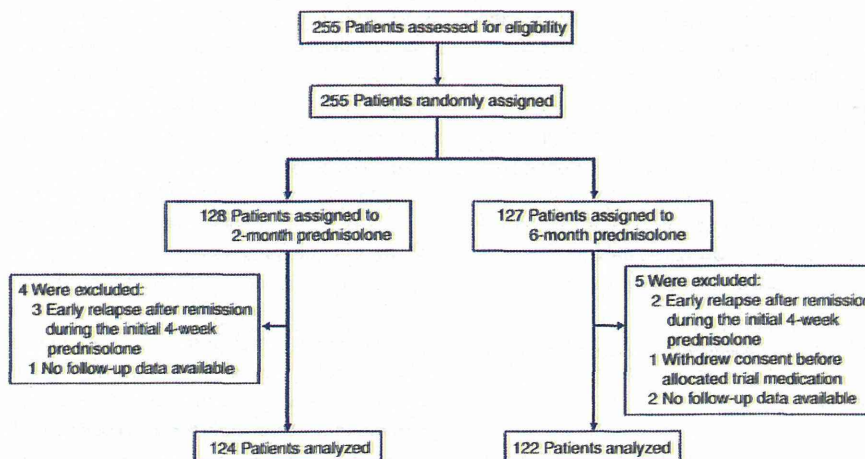 255 Patients assessed for eligibility
255 Patients randomly assigned
128 Patients assigned to
2-month prednisolone
127 Patients assigned to
6-month prednisolone
4 Were excluded:
3 Early relapse after remission
during the initial 4-week
prednisolone
1 No follow-up data available
5 Were excluded:
2 Early relapse after remission
during the initial 4-week
prednisolone
1 Withdrew consent before
allocated trial medication
2 No follow-up data available
124 Patients analyzed
122 Patients analyzed